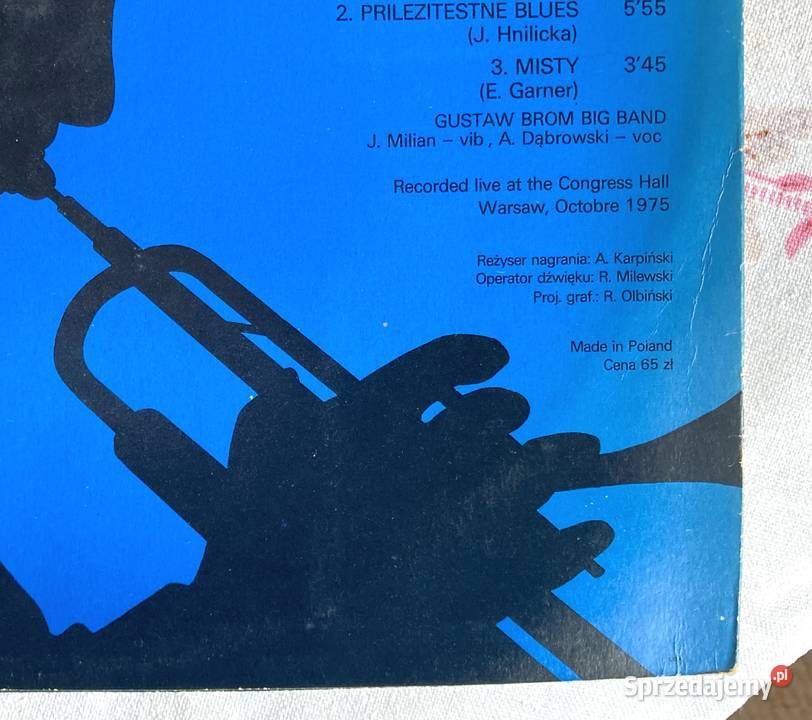 2. PRILEZITESTNE BLUES 5'55
(J. Hnilicka)
3. MISTY 3'45
(E. Garner)
GUSTAW BROM BIG BAND
J. Milian – vib , A. Dąbrowski – voc
Recorded live at the Congress Hall
Warsaw, Octobre 1975
Reżyser nagrania: A. Karpiński
Operator dźwięku: R. Milewski
Proj. graf.: R. Olbiński
Made in Poland
Cena 65 zł
Sprzedajemy.pl